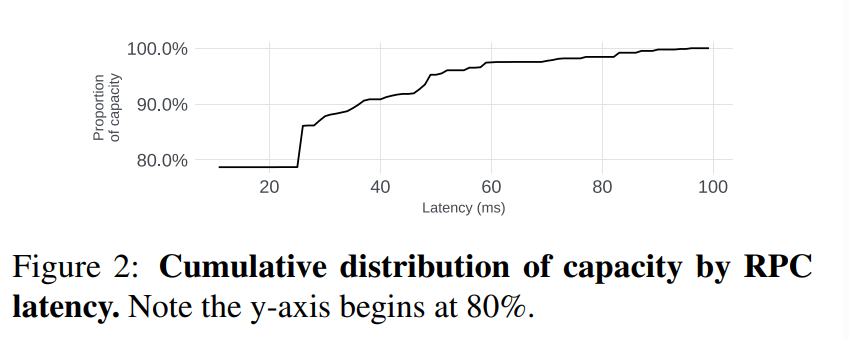 100.0%
Proportion
of capacity
90.0%
80.0%
20 40 60 80 100
Latency (ms)
Figure 2: Cumulative distribution of capacity by RPC
latency. Note the y-axis begins at 80%.